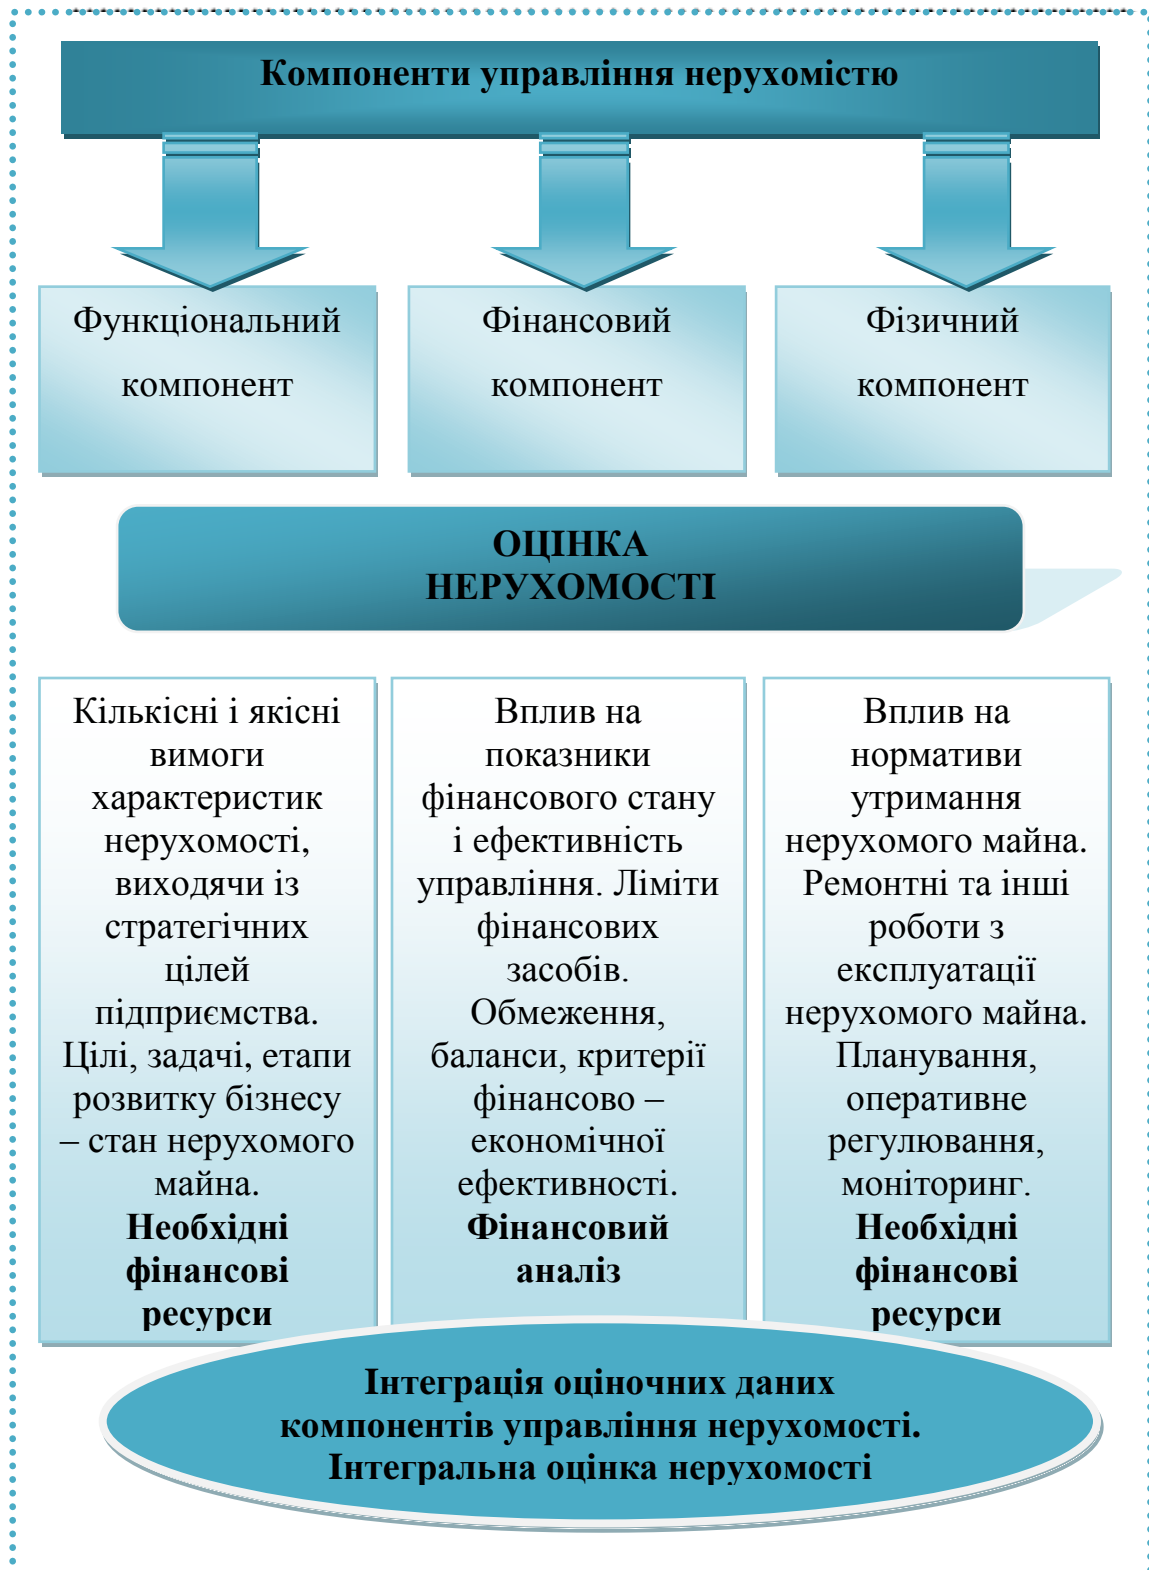 Компоненти управління нерухомістю
Функціональний
компонент
Фінансовий
компонент
Фізичний
компонент
ОЦІНКА
НЕРУХОМОСТІ
Кількісні і якісні
вимоги
характеристик
нерухомості,
виходячи із
стратегічних
цілей
підприємства.
Цілі, задачі, етапи
розвитку бізнесу
– стан нерухомого
майна.
Необхідні
фінансові
ресурси
Вплив на
показники
фінансового стану
і ефективність
управління. Ліміти
фінансових
засобів.
Обмеження,
баланси, критерії
фінансово –
економічної
ефективності.
Фінансовий
аналіз
Вплив на
нормативи
утримання
нерухомого майна.
Ремонтні та інші
роботи з
експлуатації
нерухомого майна.
Планування,
оперативне
регулювання,
моніторинг.
Необхідні
фінансові
ресурси
Інтеграція оціночних даних
компонентів управління нерухомості.
Інтегральна оцінка нерухомості